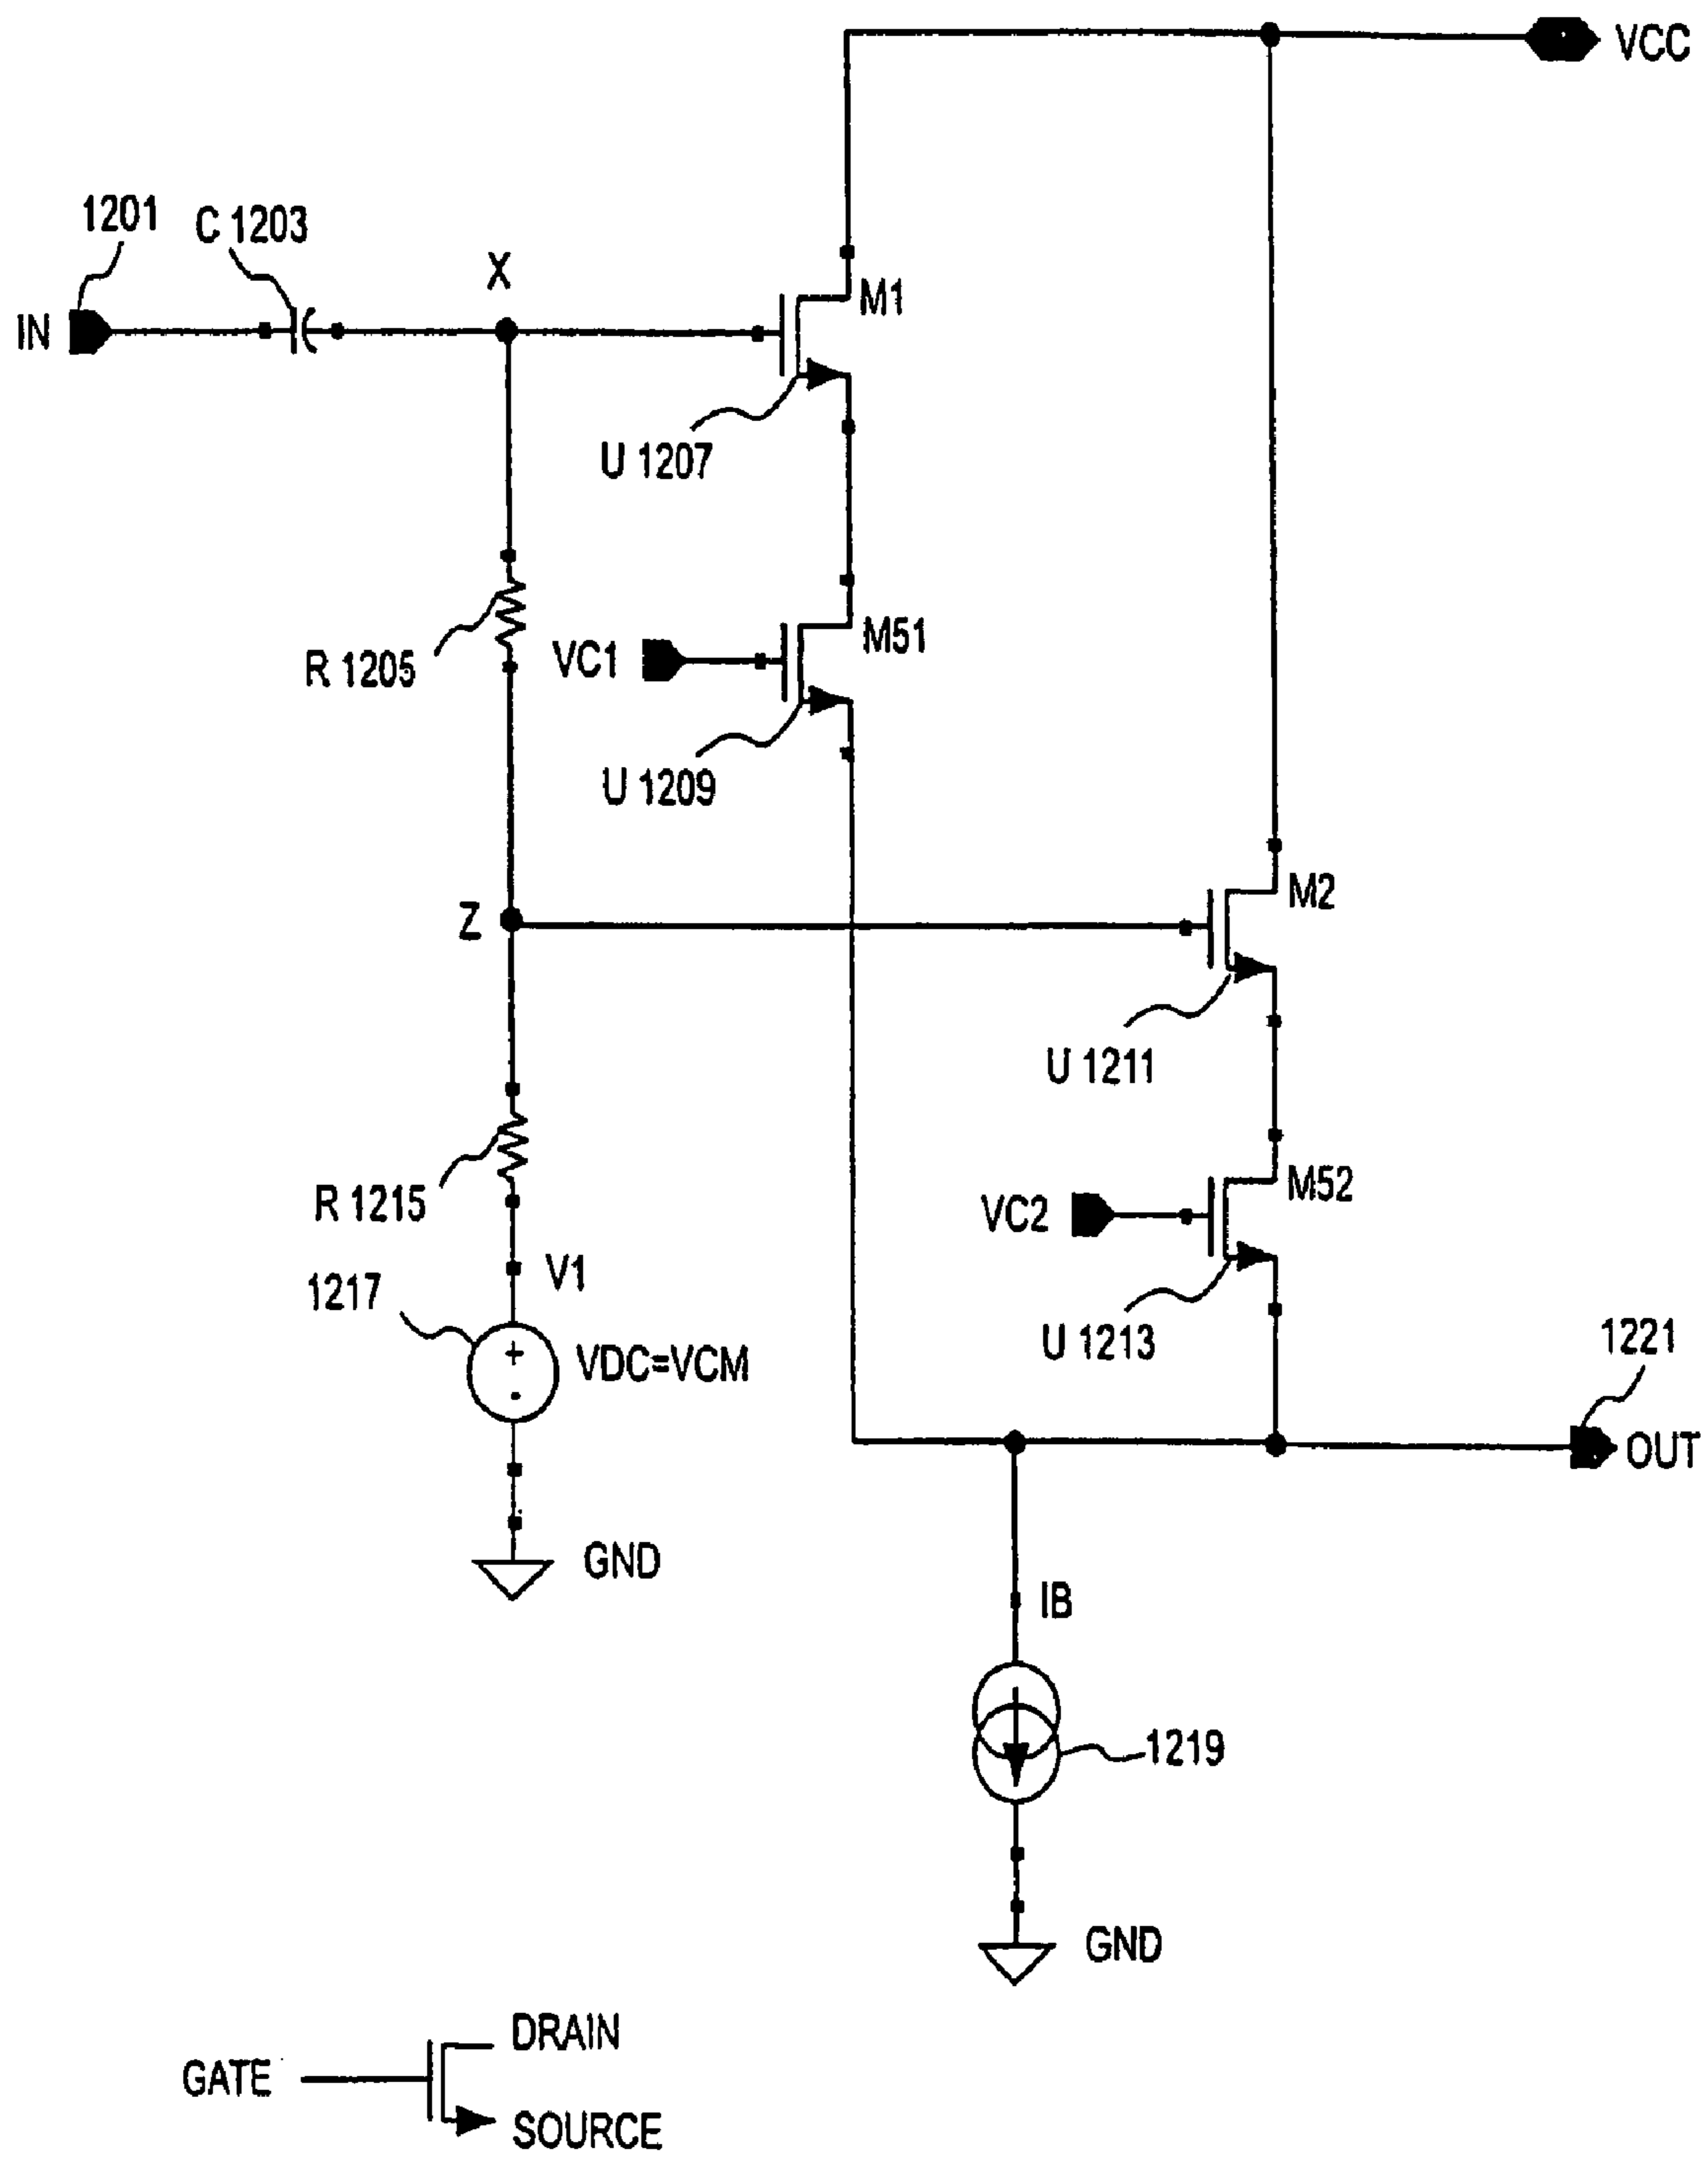 VCC
1201
C 1203
X
IN
M1
U 1207
R 1205
VC1
M51
U 1209
Z
M2
U 1211
R 1215
VC2
M52
V1
1217
VDC=VCM
U 1213
1221
OUT
GND
IB
1219
GND
DRAIN
GATE
SOURCE